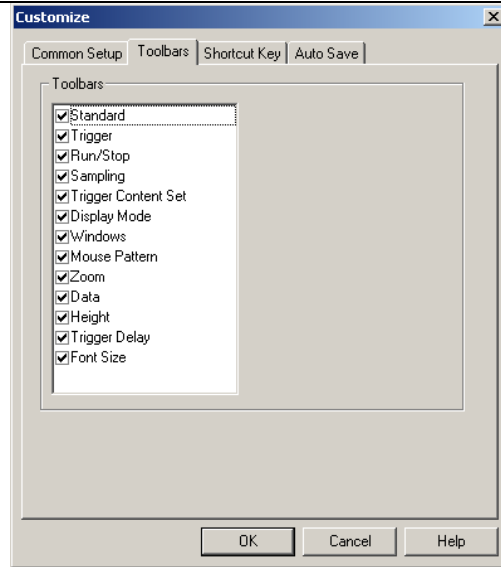 Customize
Common Setup Toolbars Shortcut Key Auto Save
Toolbars
Standard
Trigger
Run/Stop
Sampling
Trigger Content Set
Display Mode
Windows
Mouse Pattern
Zoom
Data
Height
Trigger Delay
Font Size
OK Cancel Help